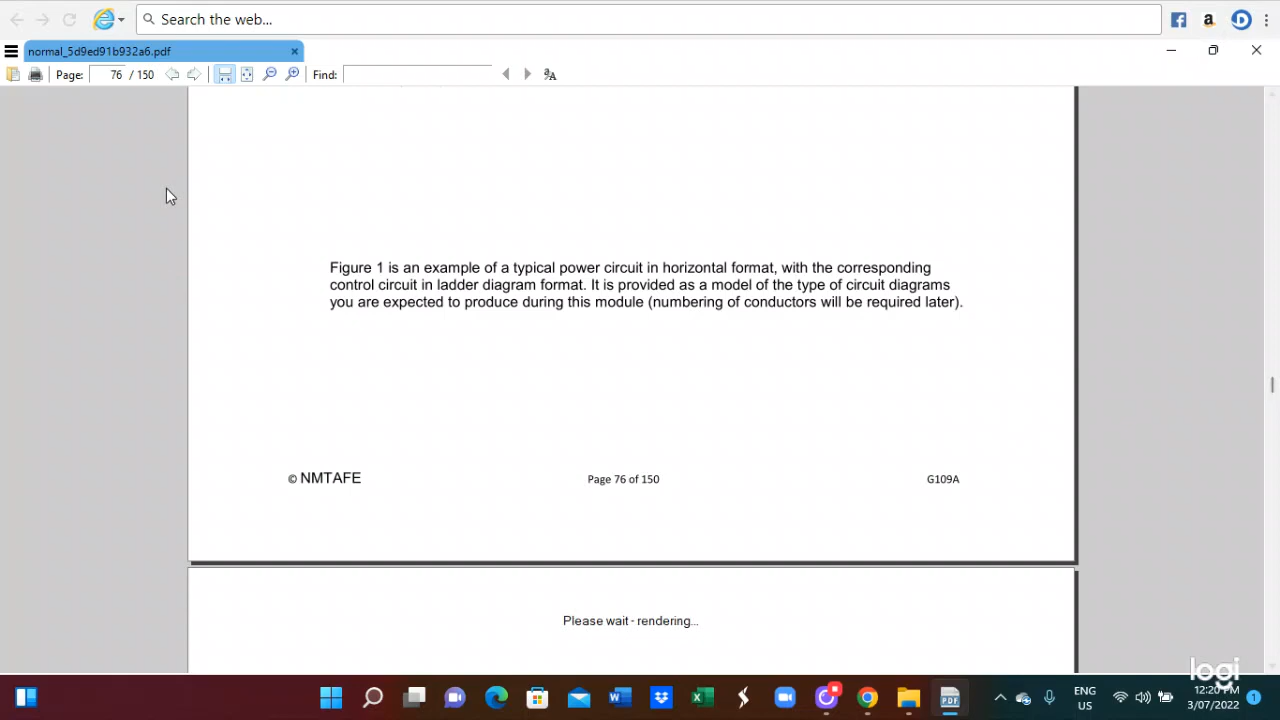 Search the web...
normal_5d9ed91b932a6.pdf
Page: 76 / 150 Find:
Figure 1 is an example of a typical power circuit in horizontal format, with the corresponding
control circuit in ladder diagram format. It is provided as a model of the type of circuit diagrams
you are expected to produce during this module (numbering of conductors will be required later).
© NMTAFE Page 76 of 150 G109A
Please wait - rendering...
logi
ENG
US
12:20 PM
3/07/2022